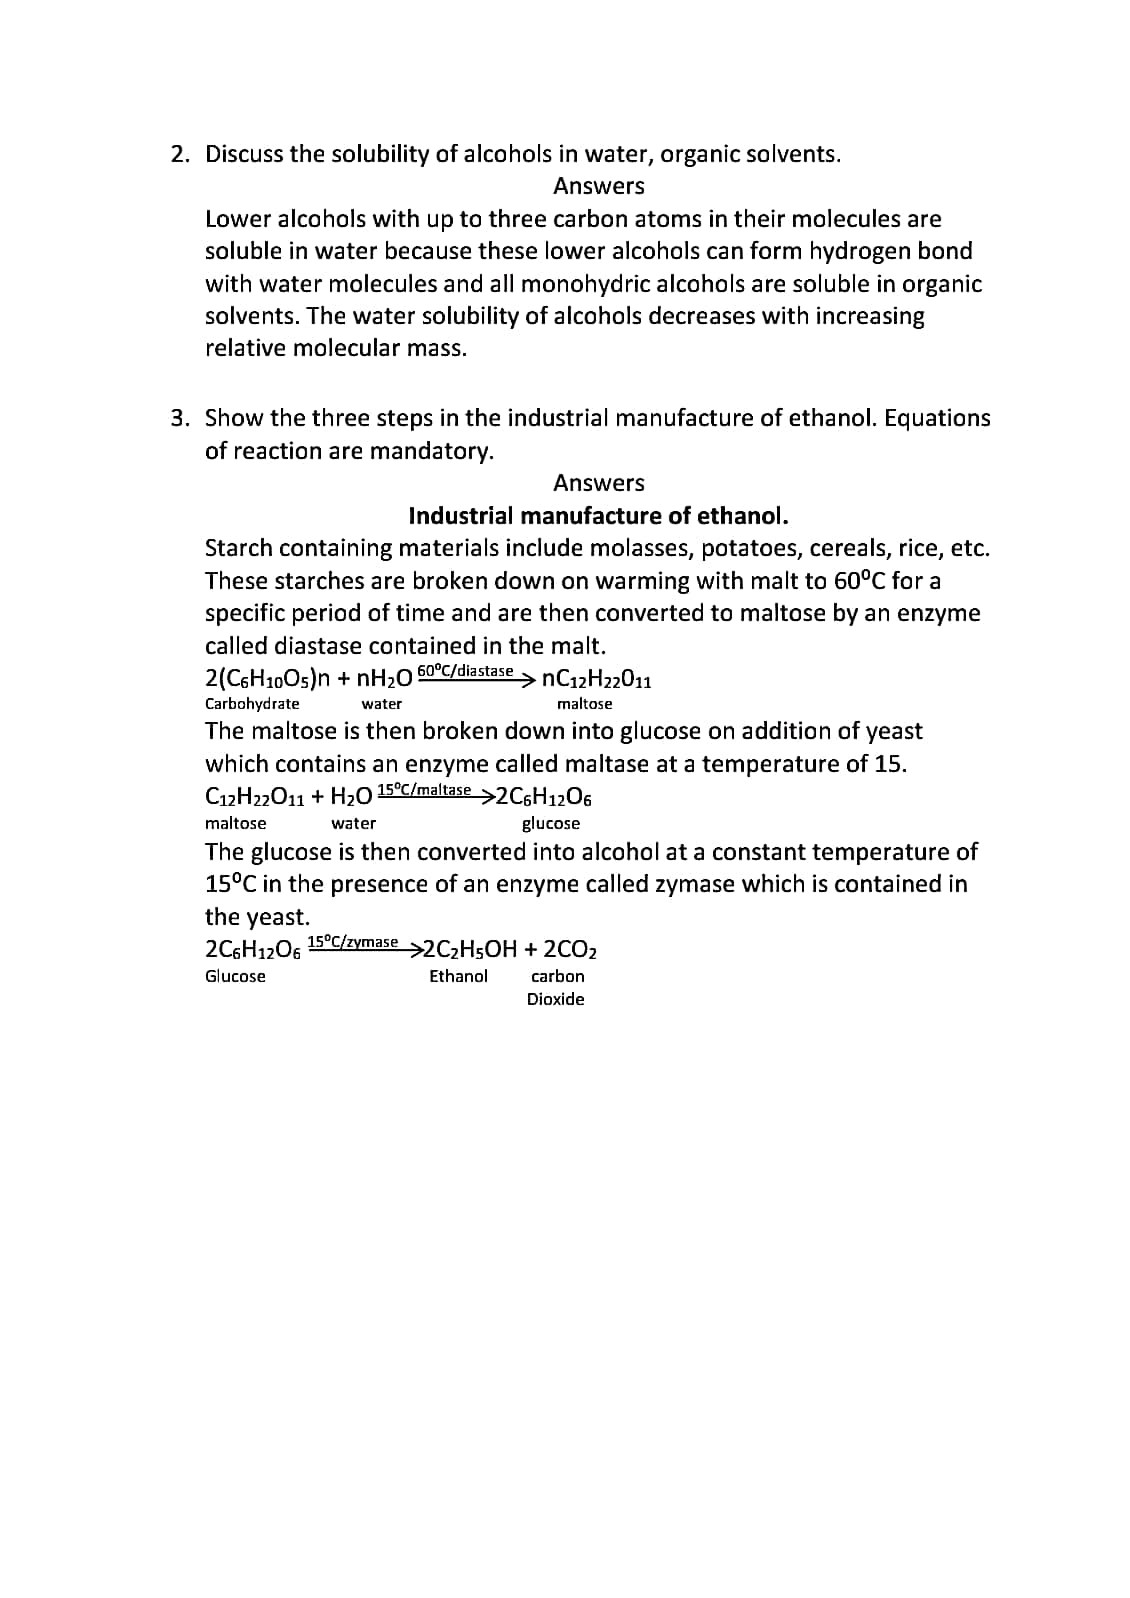 2. Discuss the solubility of alcohols in water, organic solvents.
Answers
Lower alcohols with up to three carbon atoms in their molecules are
soluble in water because these lower alcohols can form hydrogen bond
with water molecules and all monohydric alcohols are soluble in organic
solvents. The water solubility of alcohols decreases with increasing
relative molecular mass.
3. Show the three steps in the industrial manufacture of ethanol. Equations
of reaction are mandatory.
Answers
Industrial manufacture of ethanol.
Starch containing materials include molasses, potatoes, cereals, rice, etc.
These starches are broken down on warming with malt to 60⁰C for a
specific period of time and are then converted to maltose by an enzyme
called diastase contained in the malt.
2(C₆H₁₀O₅)n + nH₂O 60⁰C/diastase → nC₁₂H₂₂O₁₁
Carbohydrate water maltose
The maltose is then broken down into glucose on addition of yeast
which contains an enzyme called maltase at a temperature of 15.
C₁₂H₂₂O₁₁ + H₂O 15⁰C/maltase →2C₆H₁₂O₆
maltose water glucose
The glucose is then converted into alcohol at a constant temperature of
15⁰C in the presence of an enzyme called zymase which is contained in
the yeast.
2C₆H₁₂O₆ 15⁰C/zymase →2C₂H₅OH + 2CO₂
Glucose Ethanol carbon
Dioxide